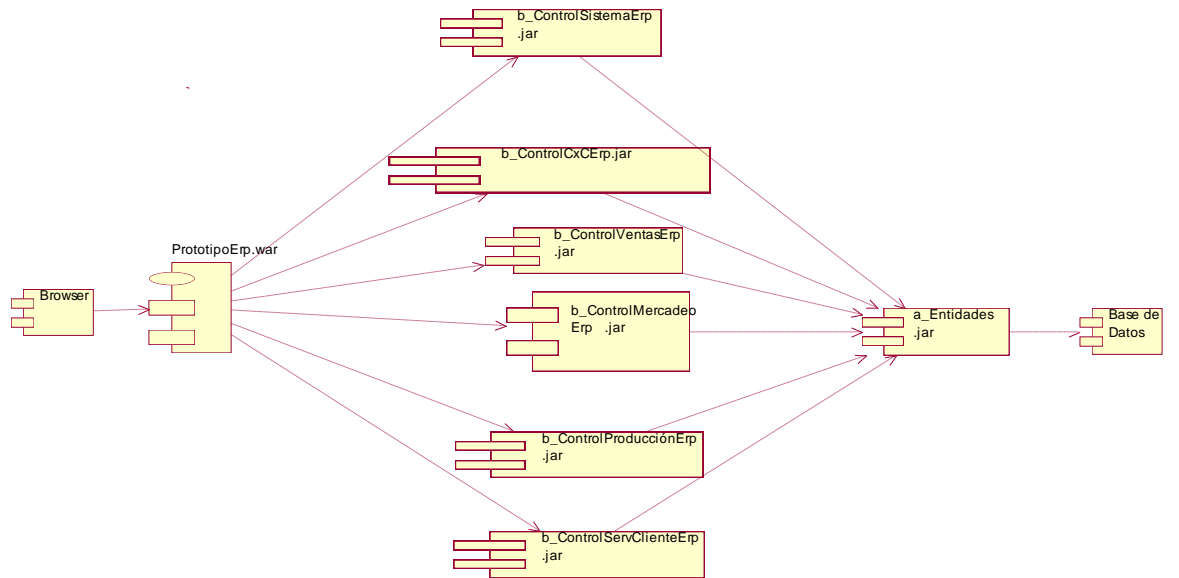 b_ControlSistemaErp
.jar
b_ControlCxCErp.jar
b_ControlVentasErp
.jar
PrototipoErp.war
Browser
b_ControlMercadeo
Erp .jar
a_Entidades
.jar
Base de
Datos
b_ControlProducciónErp
.jar
b_ControlServClienteErp
.jar